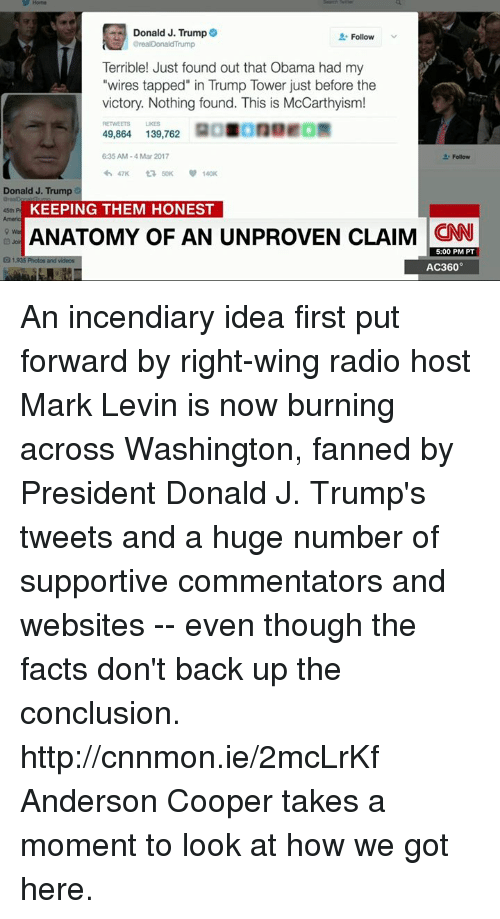 Home
Donald J. Trump
@realDonaldTrump
Follow
Terrible! Just found out that Obama had my
"wires tapped" in Trump Tower just before the
victory. Nothing found. This is McCarthyism!
RETWEETS LIKES
49,864 139,762
6:35 AM - 4 Mar 2017
47K 50K 140K
Follow
Donald J. Trump
45th
KEEPING THEM HONEST
ANATOMY OF AN UNPROVEN CLAIM
CNN
5:00 PM PT
1,935 Photos and videos
AC360°
An incendiary idea first put
forward by right-wing radio host
Mark Levin is now burning
across Washington, fanned by
President Donald J. Trump's
tweets and a huge number of
supportive commentators and
websites -- even though the
facts don't back up the
conclusion.
http://cnnmon.ie/2mcLrKf
Anderson Cooper takes a
moment to look at how we got
here.